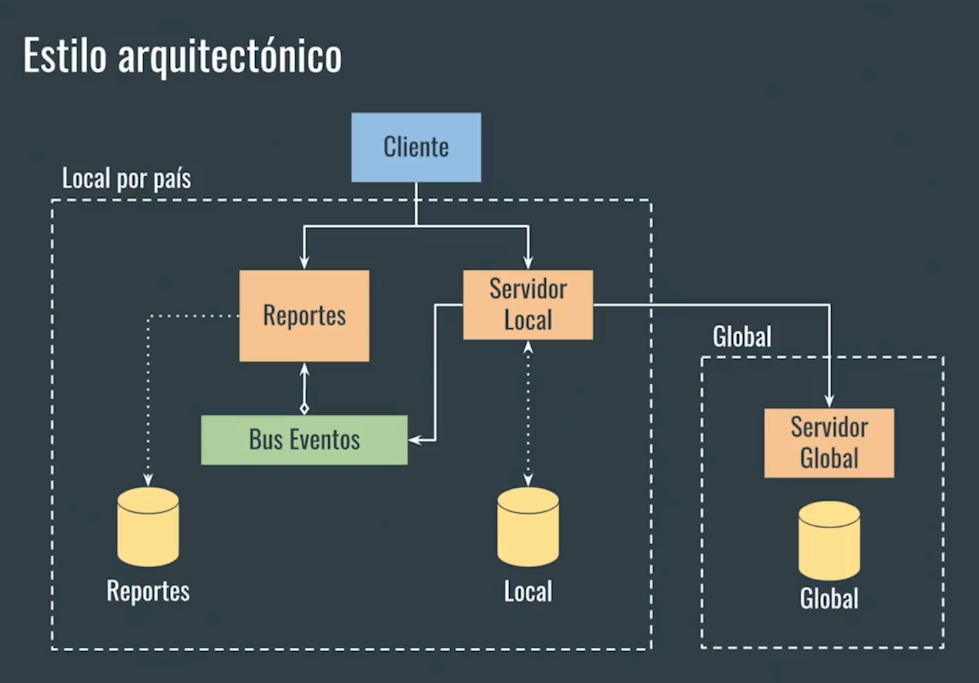 Estilo arquitectónico
Cliente
Local por país
Reportes
Servidor
Local
Global
Bus Eventos
Servidor
Global
Reportes
Local
Global